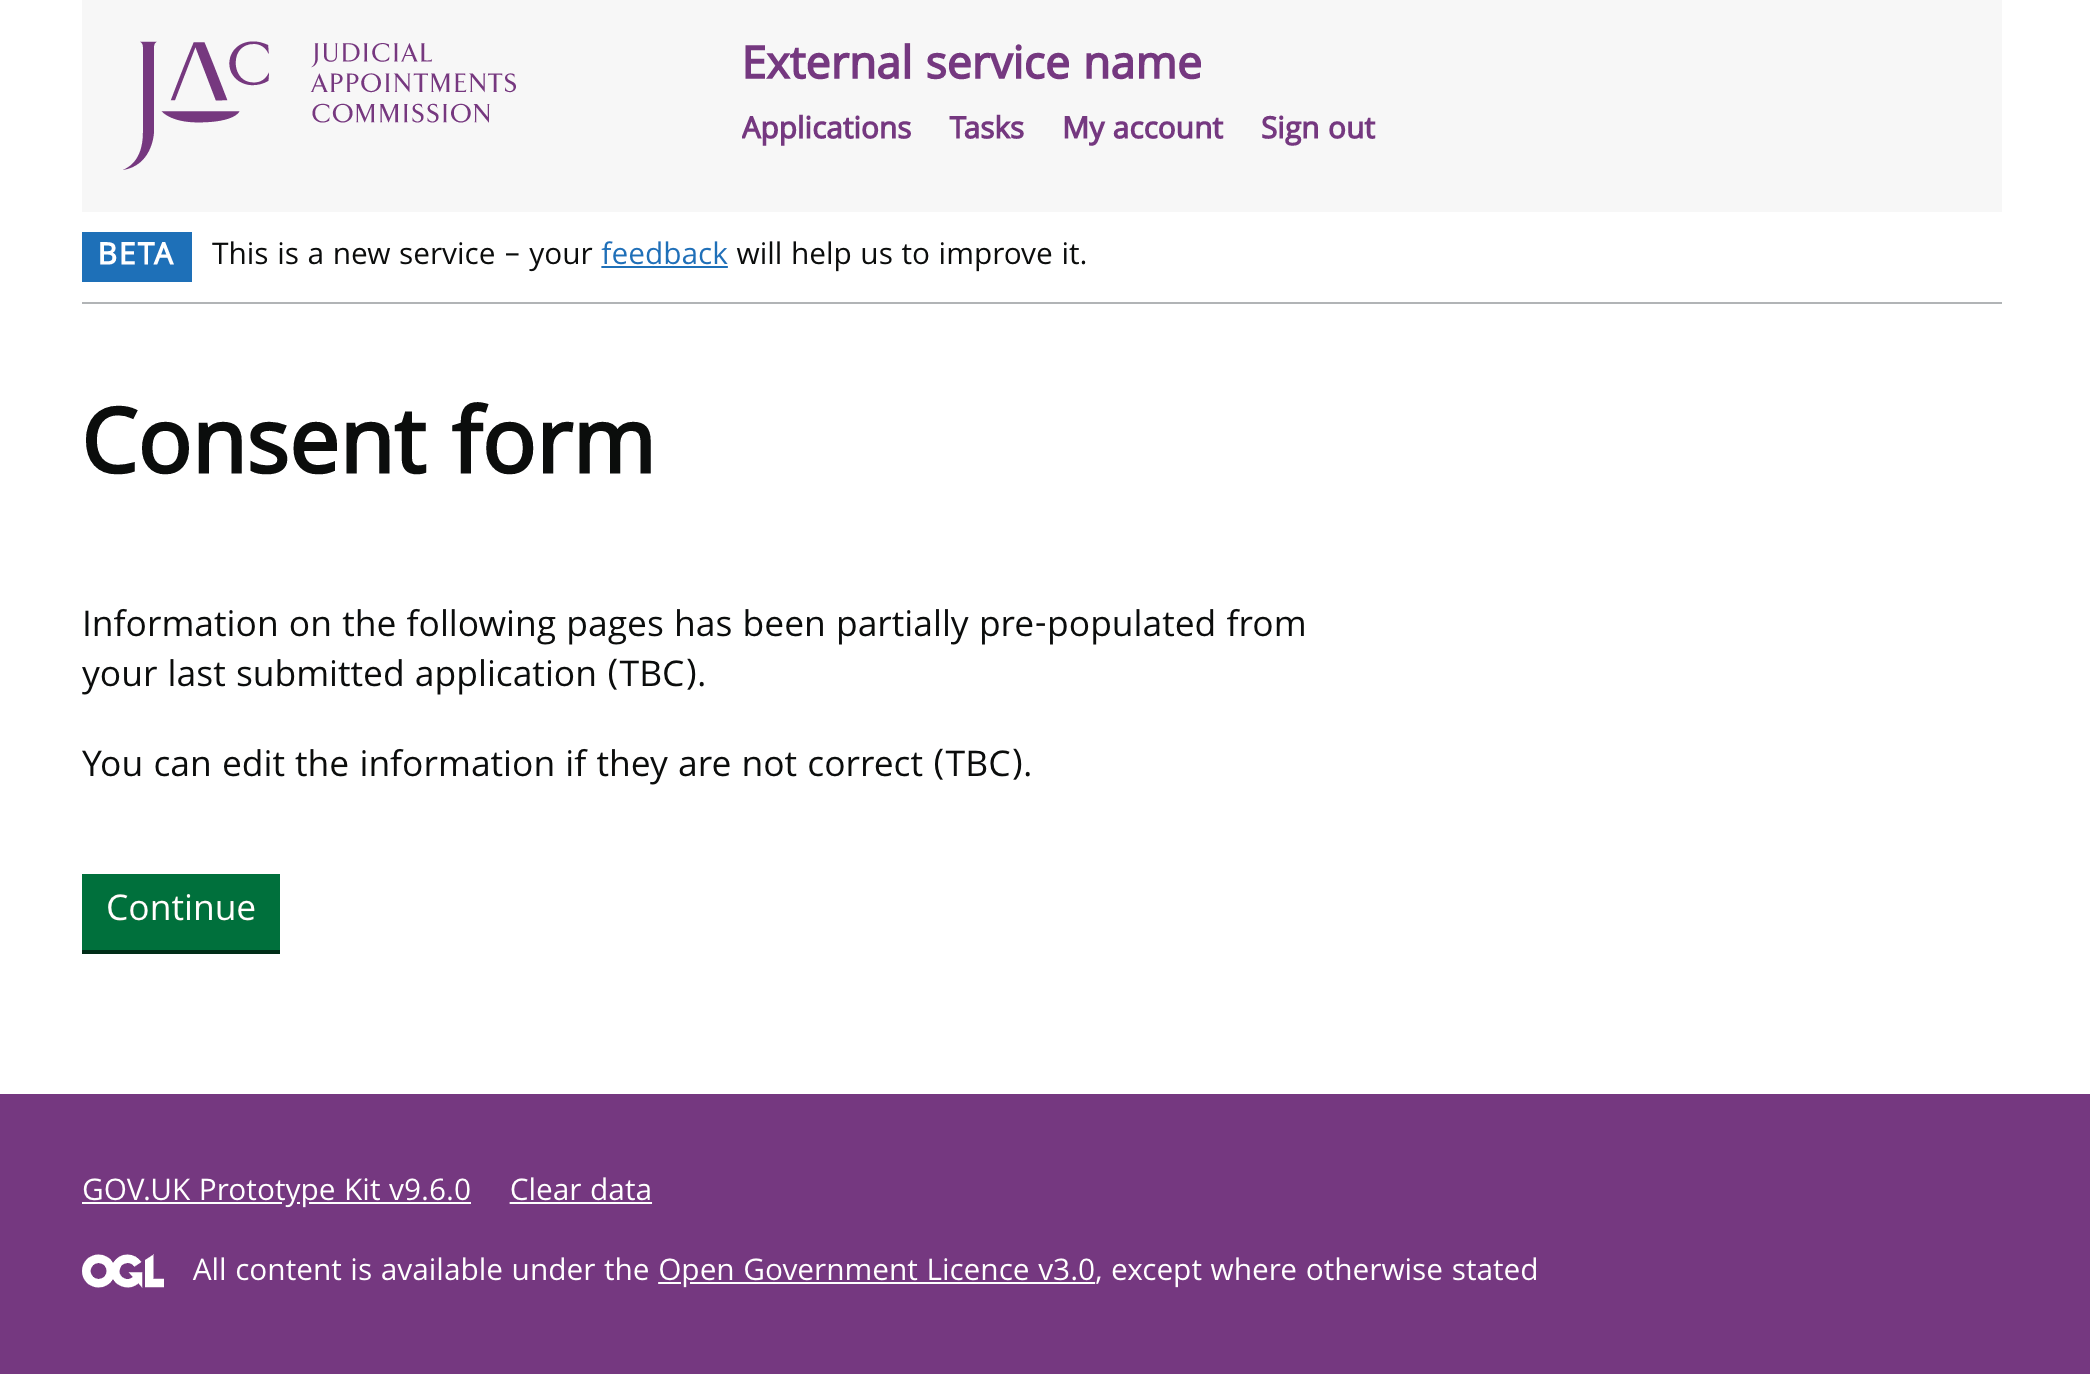 JAC
JUDICIAL
APPOINTMENTS
COMMISSION
External service name
Applications Tasks My account Sign out
BETA This is a new service – your feedback will help us to improve it.
Consent form
Information on the following pages has been partially pre-populated from
your last submitted application (TBC).
You can edit the information if they are not correct (TBC).
Continue
GOV.UK Prototype Kit v9.6.0 Clear data
OGL All content is available under the Open Government Licence v3.0, except where otherwise stated